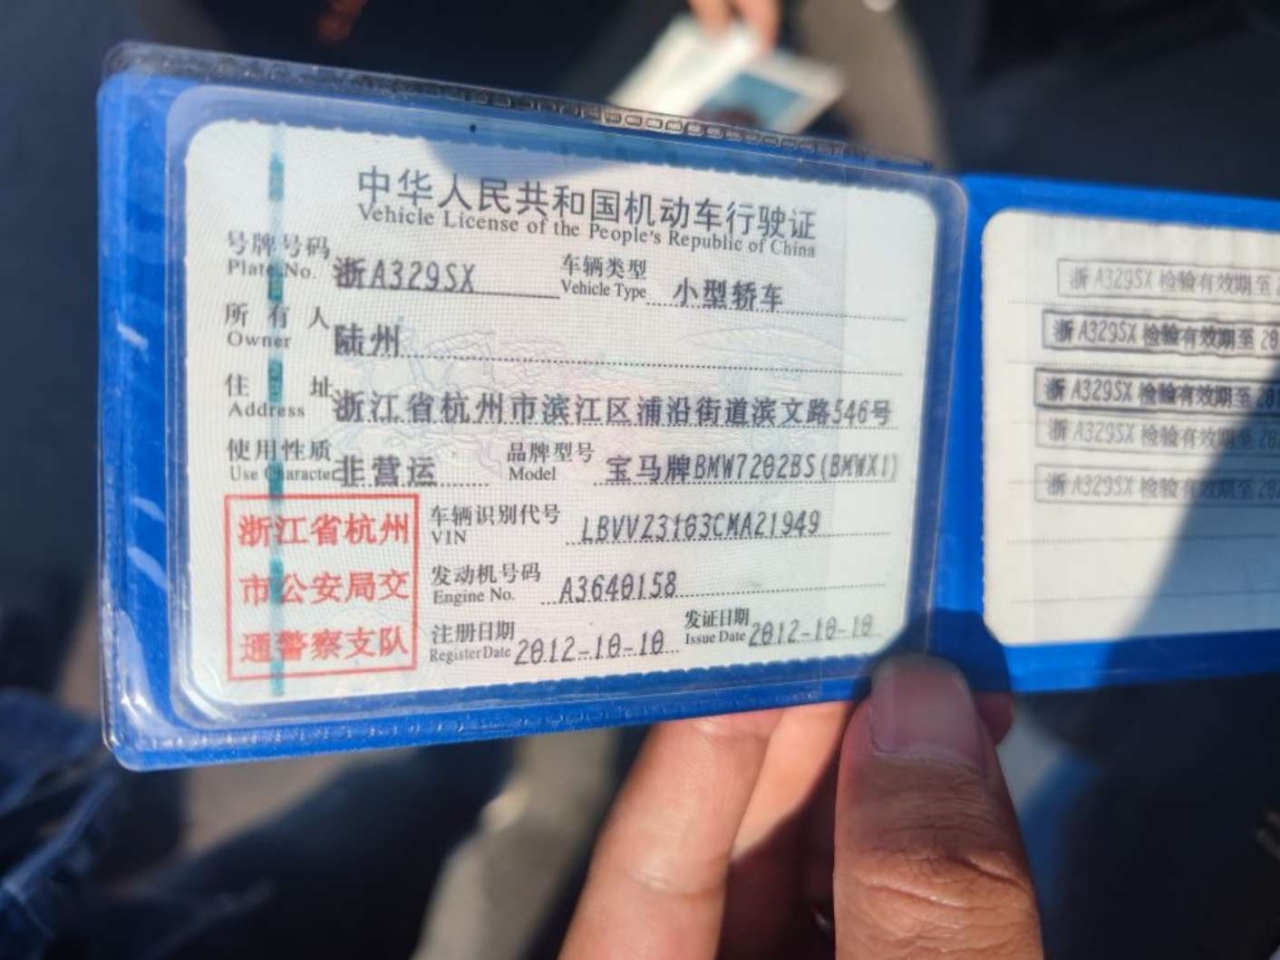 中华人民共和国机动车行驶证
Vehicle License of the People's Republic of China
号牌号码 浙A329SX 车辆类型 小型轿车
Plate No. Vehicle Type
所有人 陆州
Owner
住址 浙江省杭州市滨江区浦沿街道滨文路546号
Address
使用性质 非营运 品牌型号 宝马牌BMW7202BS(BMWX1)
Use Character Model
浙江省杭州
市公安局交
通警察支队
车辆识别代号 LBVVZ3103CMA21949
VIN
发动机号码 A3640158
Engine No.
注册日期 2012-10-10 发证日期 2012-10-10
Register Date Issue Date
浙A329SX 检验有效期至
浙A329SX 检验有效期至 20
浙A329SX 检验有效期至 20
浙A329SX 检验有效期至 20
浙A329SX 检验有效期至 20